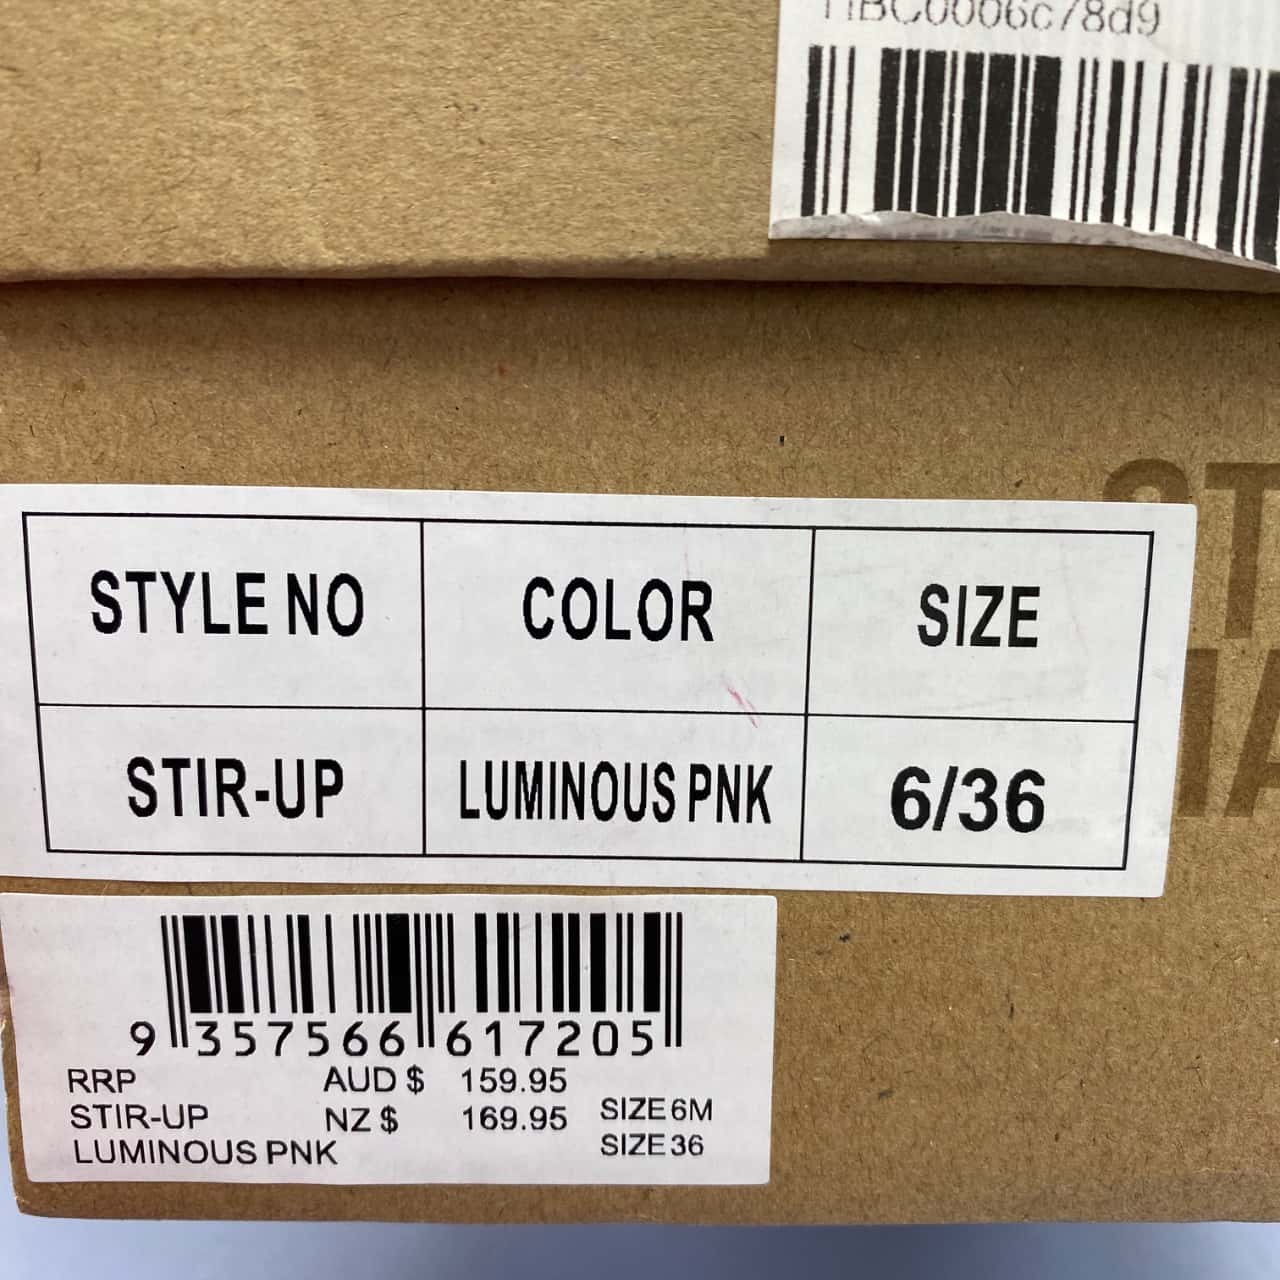 STYLE NO COLOR SIZE
STIR-UP LUMINOUS PNK 6/36
9 357566 617205
RRP AUD $ 159.95
STIR-UP NZ $ 169.95 SIZE 6M
LUMINOUS PNK SIZE 36